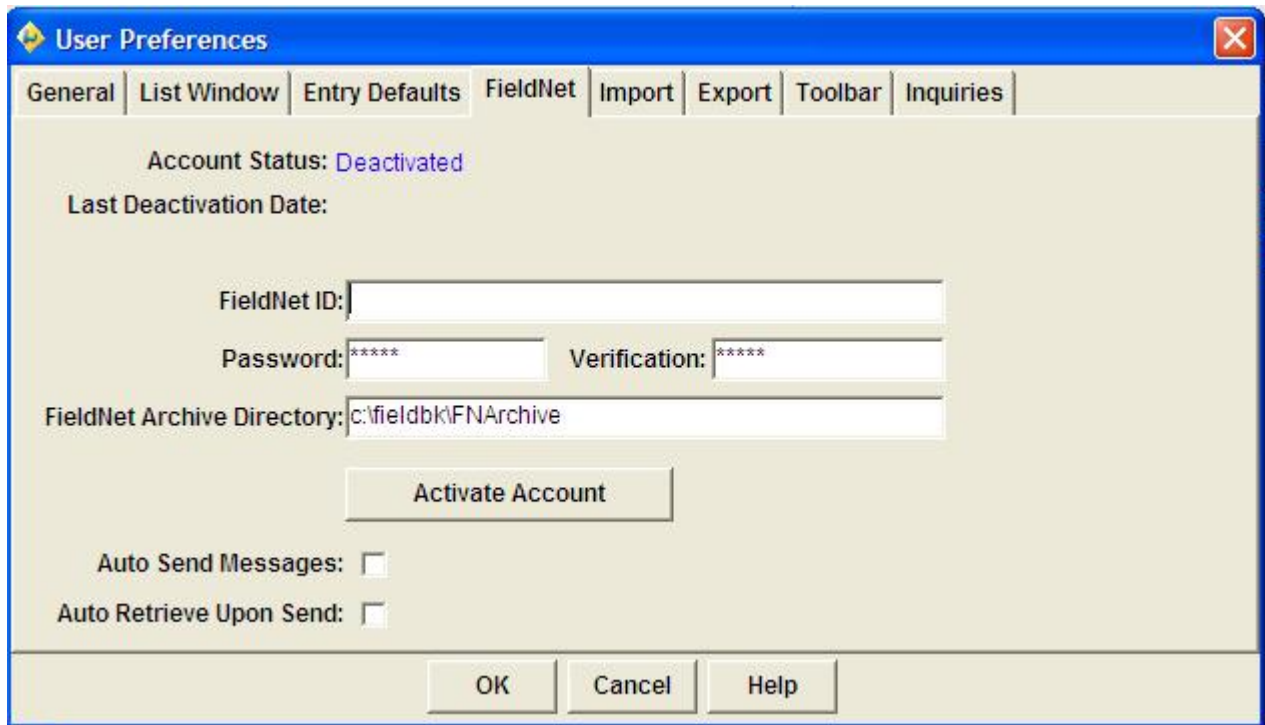 User Preferences
General List Window Entry Defaults FieldNet Import Export Toolbar Inquiries
Account Status: Deactivated
Last Deactivation Date:
FieldNet ID:
Password: ***** Verification: *****
FieldNet Archive Directory: c:\fieldbk\FNArchive
Activate Account
Auto Send Messages:
Auto Retrieve Upon Send:
OK Cancel Help